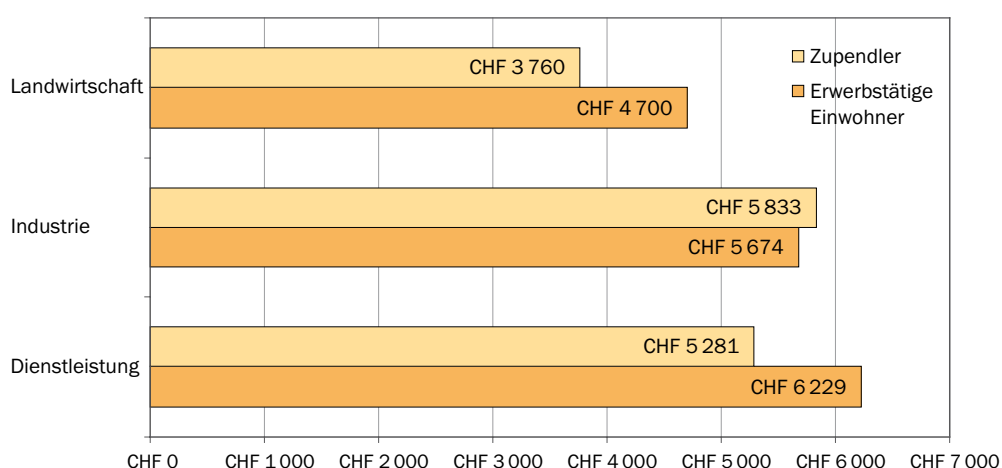 Zupendler
Erwerbstätige
Einwohner
Landwirtschaft
CHF 3 760
CHF 4 700
Industrie
CHF 5 833
CHF 5 674
Dienstleistung
CHF 5 281
CHF 6 229
CHF 0 CHF 1 000 CHF 2 000 CHF 3 000 CHF 4 000 CHF 5 000 CHF 6 000 CHF 7 000